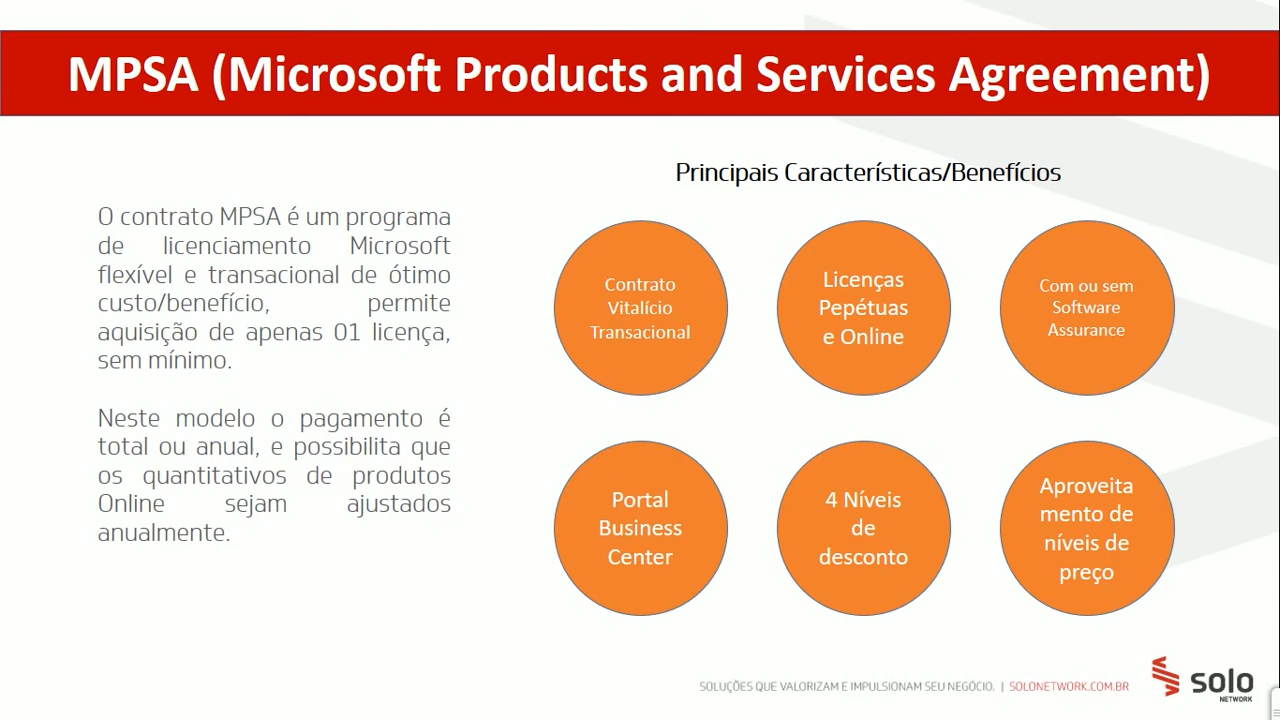 MPSA (Microsoft Products and Services Agreement)
O contrato MPSA é um programa
de licenciamento Microsoft
flexível e transacional de ótimo
custo/benefício, permite
aquisição de apenas 01 licença,
sem mínimo.
Neste modelo o pagamento é
total ou anual, e possibilita que
os quantitativos de produtos
Online sejam ajustados
anualmente.
Principais Características/Benefícios
Contrato
Vitalício
Transacional
Licenças
Pepétuas
e Online
Com ou sem
Software
Assurance
Portal
Business
Center
4 Níveis
de
desconto
Aproveita
mento de
níveis de
preço
SOLUÇÕES QUE VALORIZAM E IMPULSIONAM SEU NEGÓCIO. | SOLONETWORK.COM.BR
solo
NETWORK